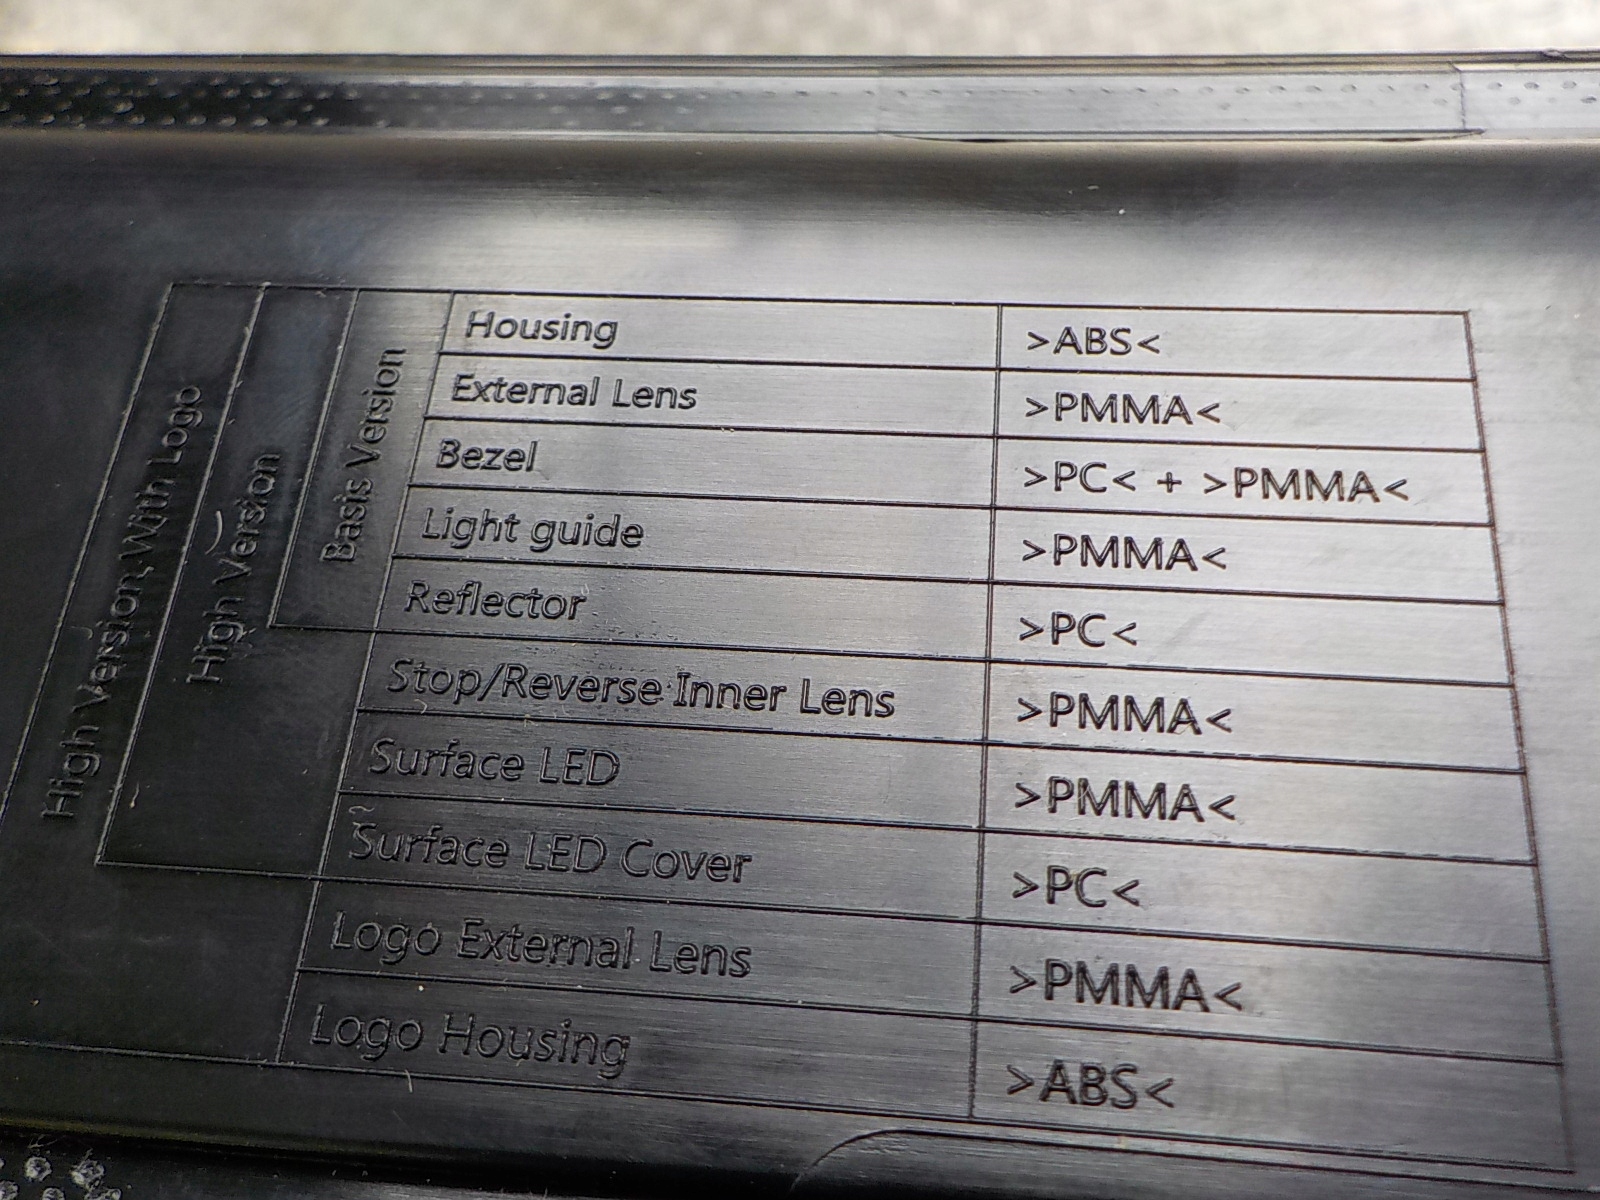 High Version With Logo
High Version
Basis Version
Housing >ABS<
External Lens >PMMA<
Bezel >PC< + >PMMA<
Light guide >PMMA<
Reflector >PC<
Stop/Reverse Inner Lens >PMMA<
Surface LED >PMMA<
Surface LED Cover >PC<
Logo External Lens >PMMA<
Logo Housing >ABS<